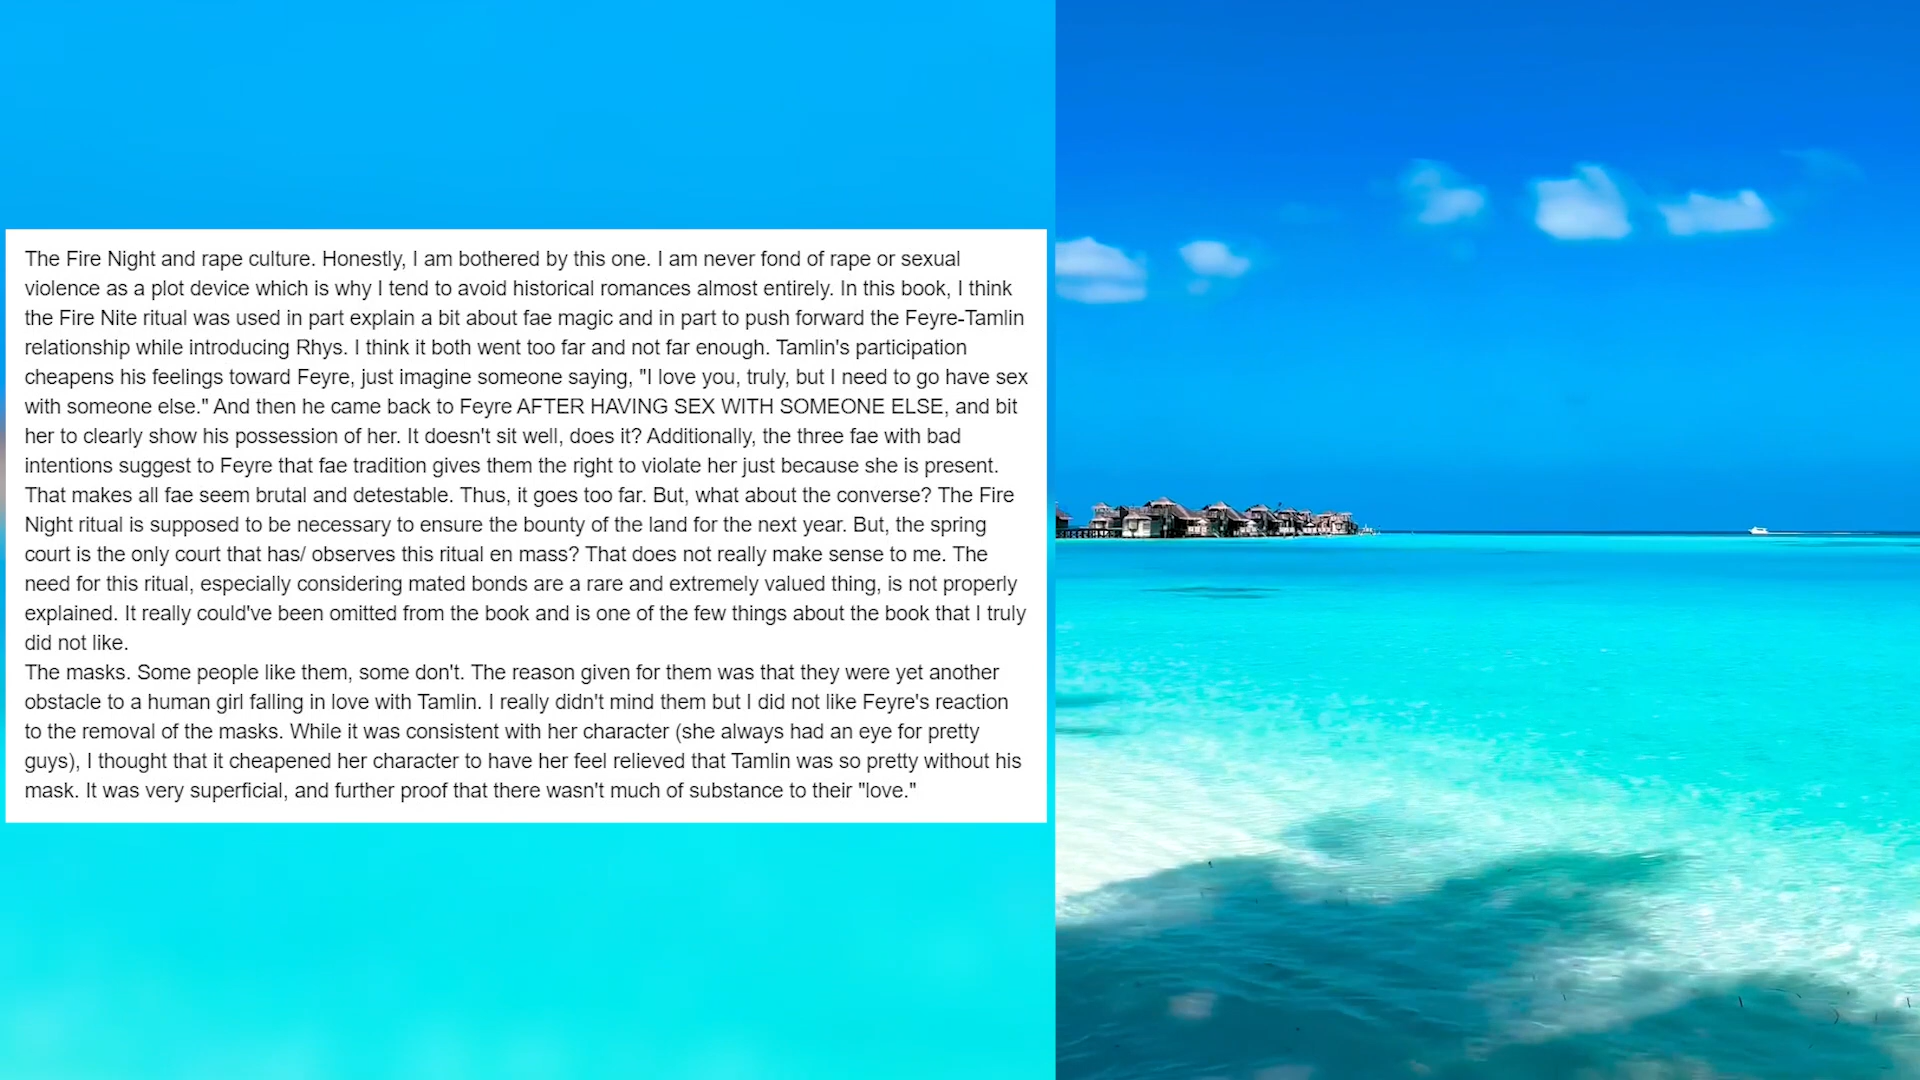 The Fire Night and rape culture. Honestly, I am bothered by this one. I am never fond of rape or sexual
violence as a plot device which is why I tend to avoid historical romances almost entirely. In this book, I think
the Fire Nite ritual was used in part explain a bit about fae magic and in part to push forward the Feyre-Tamlin
relationship while introducing Rhys. I think it both went too far and not far enough. Tamlin's participation
cheapens his feelings toward Feyre, just imagine someone saying, "I love you, truly, but I need to go have sex
with someone else." And then he came back to Feyre AFTER HAVING SEX WITH SOMEONE ELSE, and bit
her to clearly show his possession of her. It doesn't sit well, does it? Additionally, the three fae with bad
intentions suggest to Feyre that fae tradition gives them the right to violate her just because she is present.
That makes all fae seem brutal and detestable. Thus, it goes too far. But, what about the converse? The Fire
Night ritual is supposed to be necessary to ensure the bounty of the land for the next year. But, the spring
court is the only court that has/ observes this ritual en mass? That does not really make sense to me. The
need for this ritual, especially considering mated bonds are a rare and extremely valued thing, is not properly
explained. It really could've been omitted from the book and is one of the few things about the book that I truly
did not like.
The masks. Some people like them, some don't. The reason given for them was that they were yet another
obstacle to a human girl falling in love with Tamlin. I really didn't mind them but I did not like Feyre's reaction
to the removal of the masks. While it was consistent with her character (she always had an eye for pretty
guys), I thought that it cheapened her character to have her feel relieved that Tamlin was so pretty without his
mask. It was very superficial, and further proof that there wasn't much of substance to their "love."